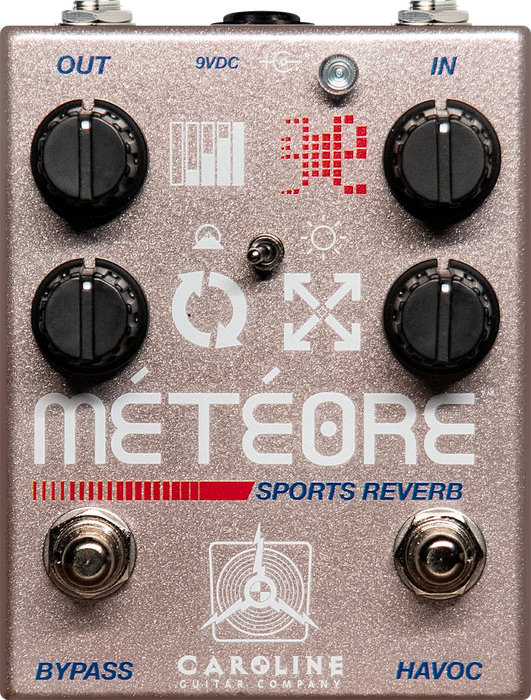 OUT 9VDC IN
MÉTÉORE
SPORTS REVERB
CAROLINE
GUITAR COMPANY
BYPASS HAVOC